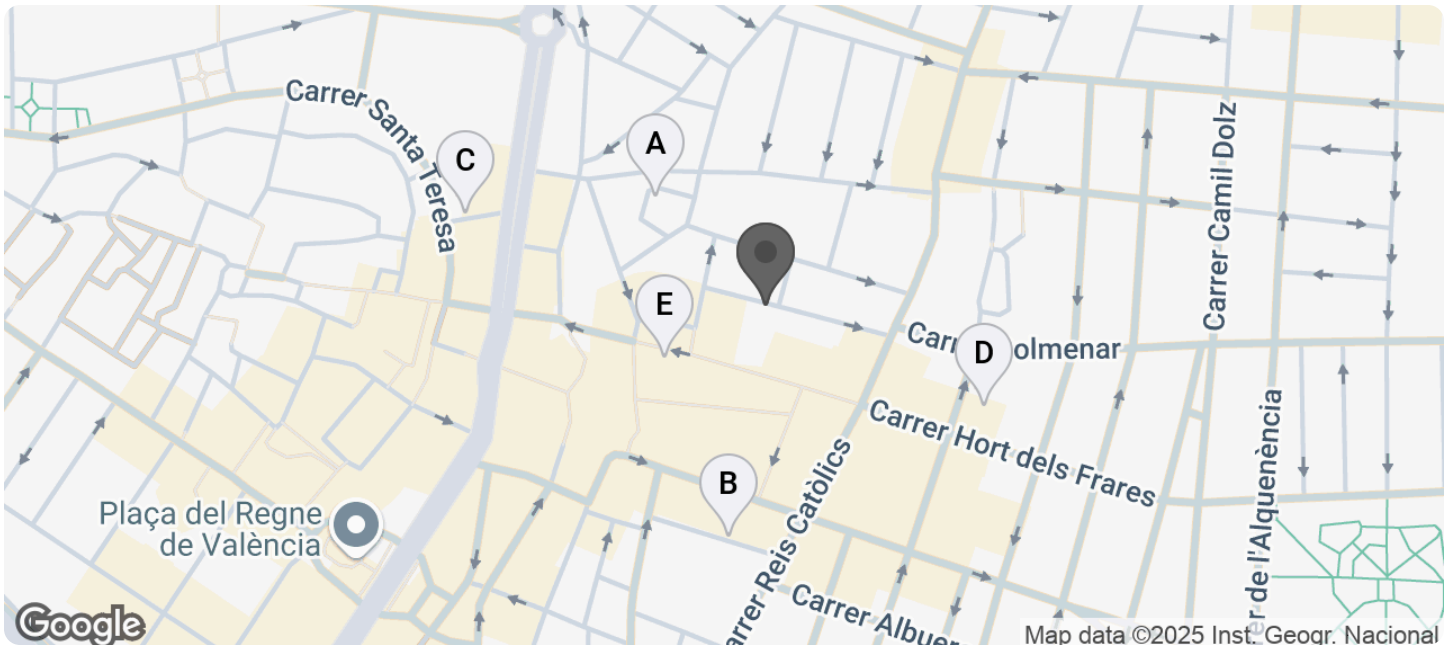 Carrer Santa Teresa
C
A
Carrer Camil Dolz
E
D
Carrer Hort dels Frares
B
Carrer Reis Catòlics
Plaça del Regne
de València
Google
Map data ©2025 Inst. Geogr. Nacional